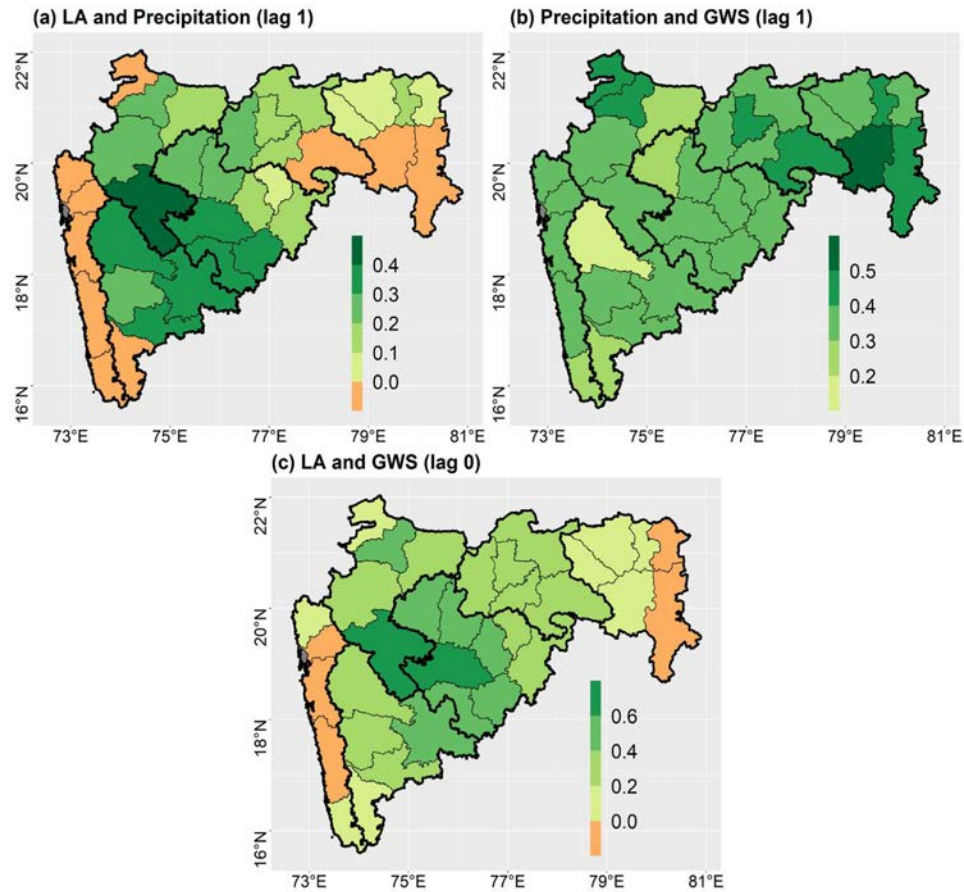 (a) LA and Precipitation (lag 1)
22°N
20°N
18°N
16°N
0.4
0.3
0.2
0.1
0.0
73°E 75°E 77°E 79°E 81°E
(b) Precipitation and GWS (lag 1)
22°N
20°N
18°N
16°N
0.5
0.4
0.3
0.2
73°E 75°E 77°E 79°E 81°E
(c) LA and GWS (lag 0)
22°N
20°N
18°N
16°N
0.6
0.4
0.2
0.0
73°E 75°E 77°E 79°E 81°E